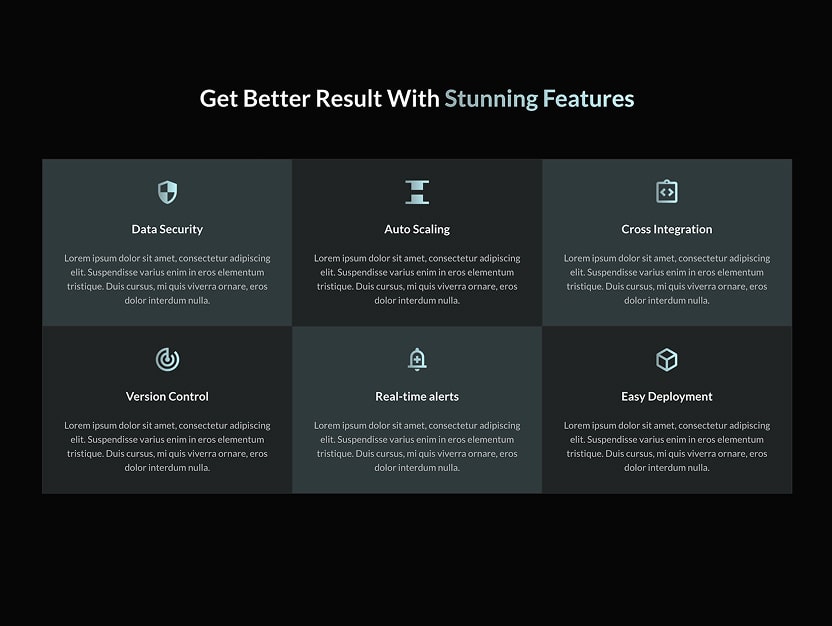 Get Better Result With Stunning Features
Data Security
Lorem ipsum dolor sit amet, consectetur adipiscing
elit. Suspendisse varius enim in eros elementum
tristique. Duis cursus, mi quis viverra ornare, eros
dolor interdum nulla.
Auto Scaling
Lorem ipsum dolor sit amet, consectetur adipiscing
elit. Suspendisse varius enim in eros elementum
tristique. Duis cursus, mi quis viverra ornare, eros
dolor interdum nulla.
Cross Integration
Lorem ipsum dolor sit amet, consectetur adipiscing
elit. Suspendisse varius enim in eros elementum
tristique. Duis cursus, mi quis viverra ornare, eros
dolor interdum nulla.
Version Control
Lorem ipsum dolor sit amet, consectetur adipiscing
elit. Suspendisse varius enim in eros elementum
tristique. Duis cursus, mi quis viverra ornare, eros
dolor interdum nulla.
Real-time alerts
Lorem ipsum dolor sit amet, consectetur adipiscing
elit. Suspendisse varius enim in eros elementum
tristique. Duis cursus, mi quis viverra ornare, eros
dolor interdum nulla.
Easy Deployment
Lorem ipsum dolor sit amet, consectetur adipiscing
elit. Suspendisse varius enim in eros elementum
tristique. Duis cursus, mi quis viverra ornare, eros
dolor interdum nulla.